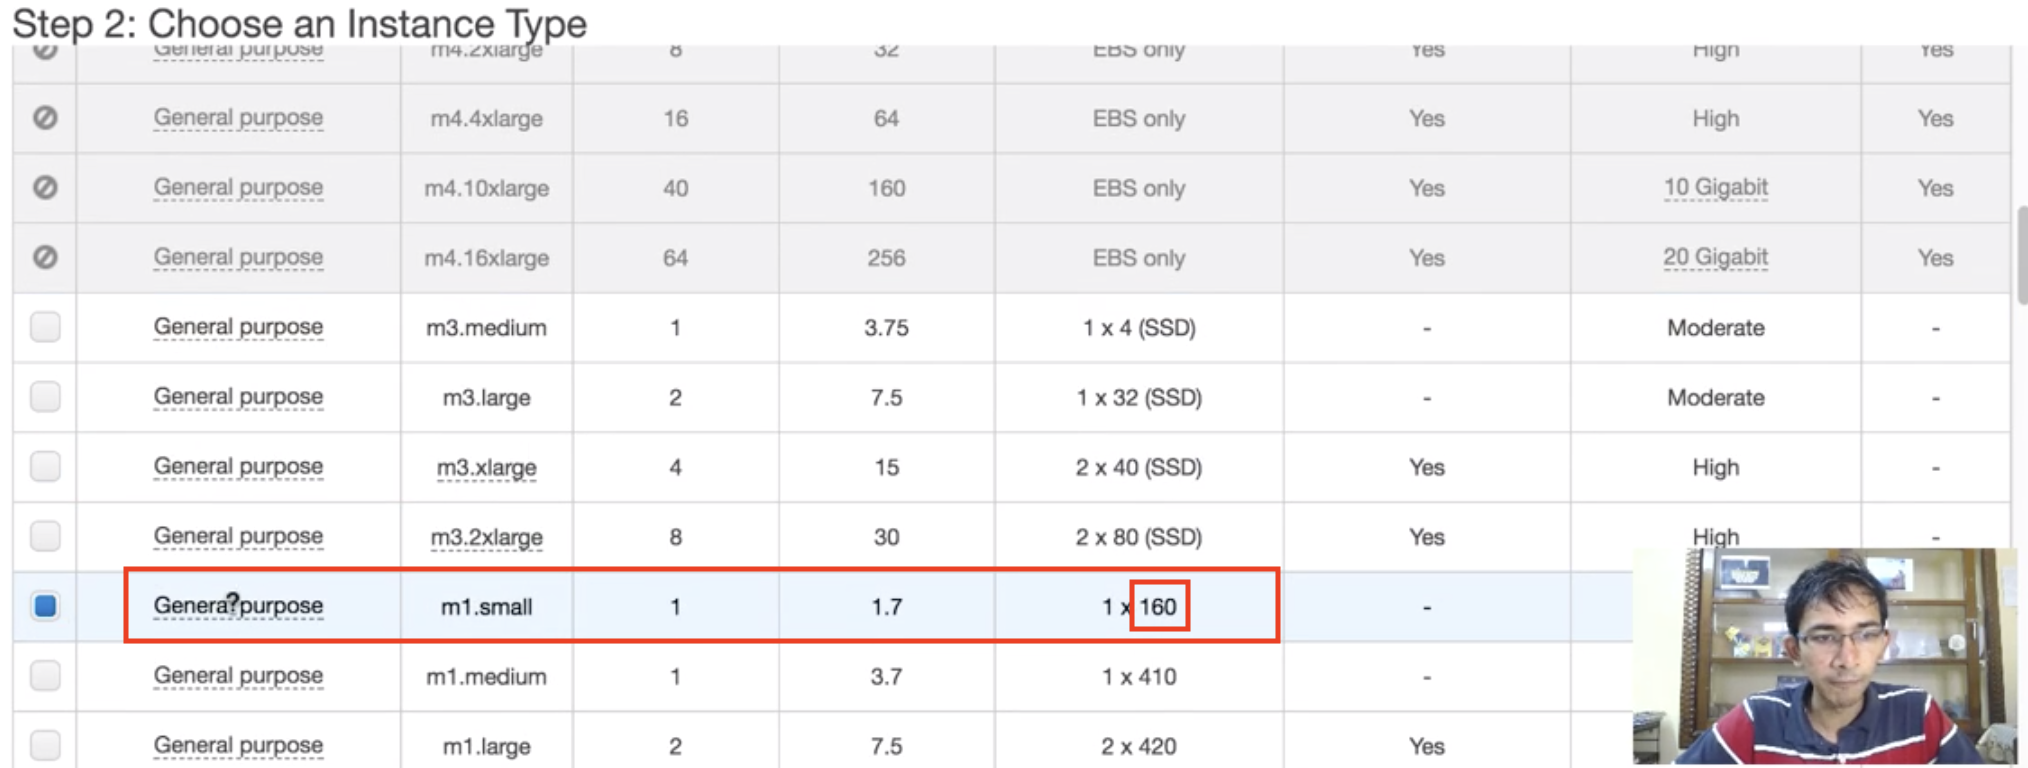 Step 2: Choose an Instance Type
General purpose m4.2xlarge 8 32 EBS only Yes High Yes
General purpose m4.4xlarge 16 64 EBS only Yes High Yes
General purpose m4.10xlarge 40 160 EBS only Yes 10 Gigabit Yes
General purpose m4.16xlarge 64 256 EBS only Yes 20 Gigabit Yes
General purpose m3.medium 1 3.75 1 x 4 (SSD) - Moderate -
General purpose m3.large 2 7.5 1 x 32 (SSD) - Moderate -
General purpose m3.xlarge 4 15 2 x 40 (SSD) Yes High -
General purpose m3.2xlarge 8 30 2 x 80 (SSD) Yes High -
General purpose m1.small 1 1.7 1 x 160 -
General purpose m1.medium 1 3.7 1 x 410 -
General purpose m1.large 2 7.5 2 x 420 Yes